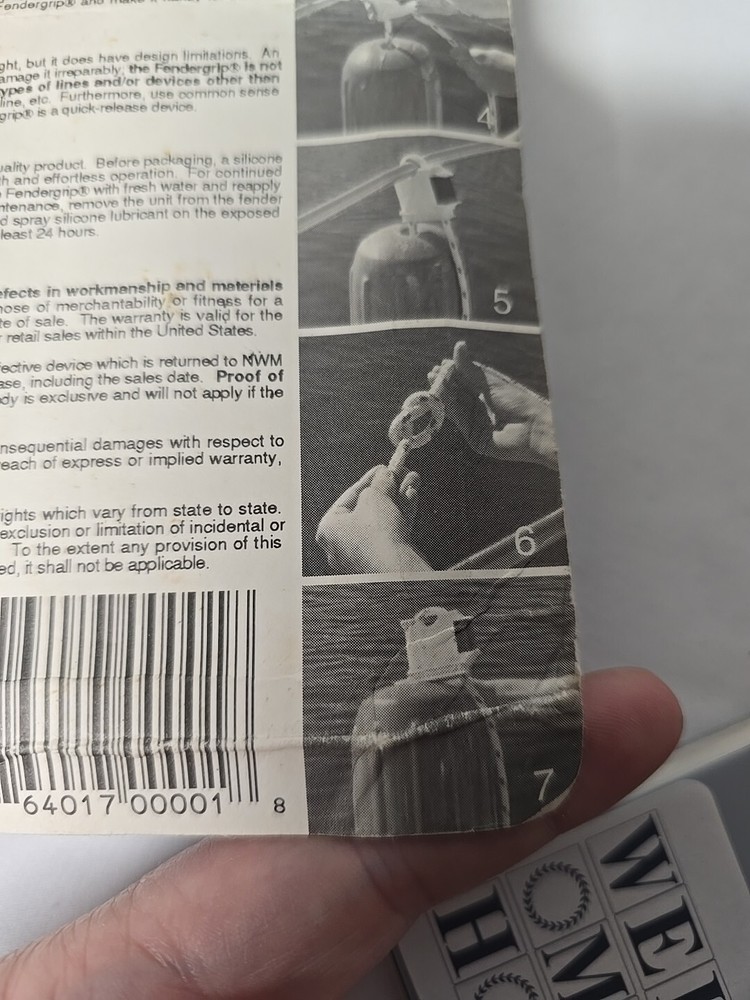 Fendergrip® and make it
ght, but it does have design limitations. An
amage it irreparably; the Fendergrip® is not
ypes of lines and/or devices other than
line, etc. Furthermore, use common sense
grip® is a quick-release device.
uality product. Before packaging, a silicone
th and effortless operation. For continued
Fendergrip® with fresh water and reapply
ntenance, remove the unit from the fender
d spray silicone lubricant on the exposed
least 24 hours.
efects in workmanship and materials
hose of merchantability or fitness for a
te of sale. The warranty is valid for the
r retail sales within the United States.
fective device which is returned to NWM
ase, including the sales date. Proof of
dy is exclusive and will not apply if the
nsequential damages with respect to
reach of express or implied warranty,
ights which vary from state to state.
exclusion or limitation of incidental or
To the extent any provision of this
ed, it shall not be applicable.
64017 00001 8
4
5
6
7
WEL
OM
H